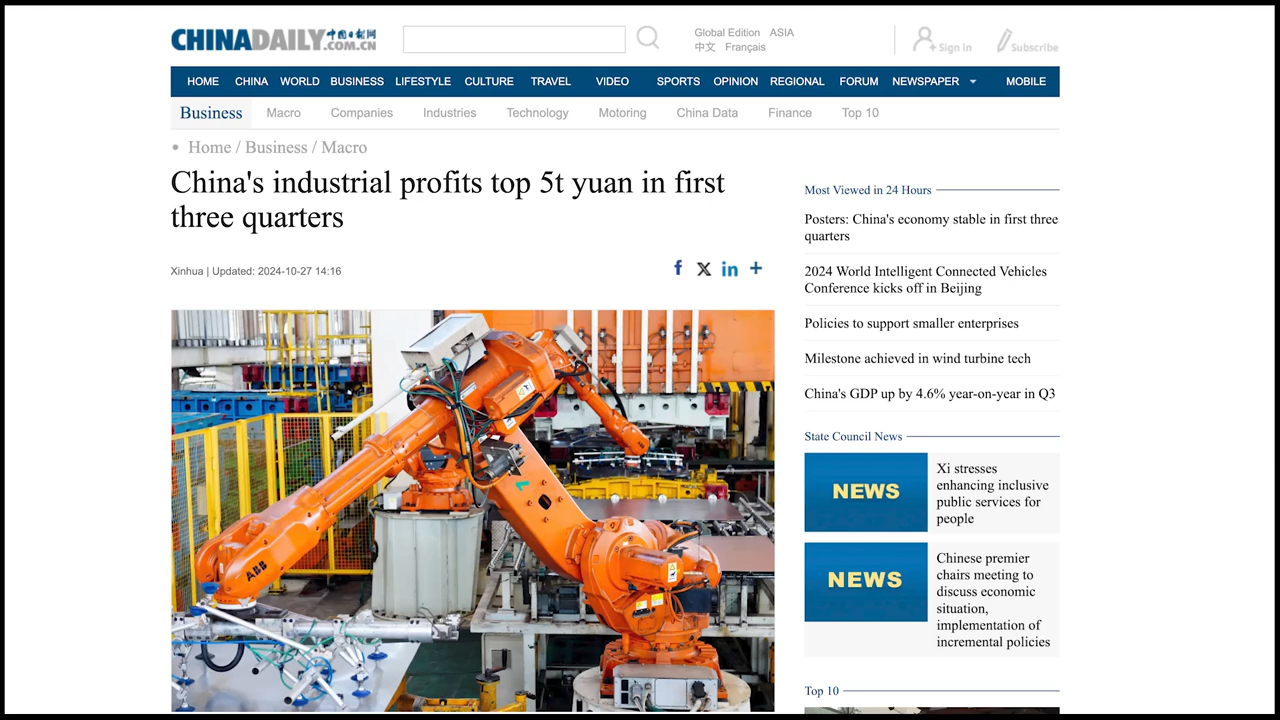 CHINADAILY.COM.CN 中国日报网
Global Edition ASIA
中文 Français
Sign in
Subscribe
HOME CHINA WORLD BUSINESS LIFESTYLE CULTURE TRAVEL VIDEO SPORTS OPINION REGIONAL FORUM NEWSPAPER MOBILE
Business Macro Companies Industries Technology Motoring China Data Finance Top 10
• Home / Business / Macro
China's industrial profits top 5t yuan in first
three quarters
Xinhua | Updated: 2024-10-27 14:16
ABB
Most Viewed in 24 Hours
Posters: China's economy stable in first three
quarters
2024 World Intelligent Connected Vehicles
Conference kicks off in Beijing
Policies to support smaller enterprises
Milestone achieved in wind turbine tech
China's GDP up by 4.6% year-on-year in Q3
State Council News
NEWS
Xi stresses
enhancing inclusive
public services for
people
NEWS
Chinese premier
chairs meeting to
discuss economic
situation,
implementation of
incremental policies
Top 10